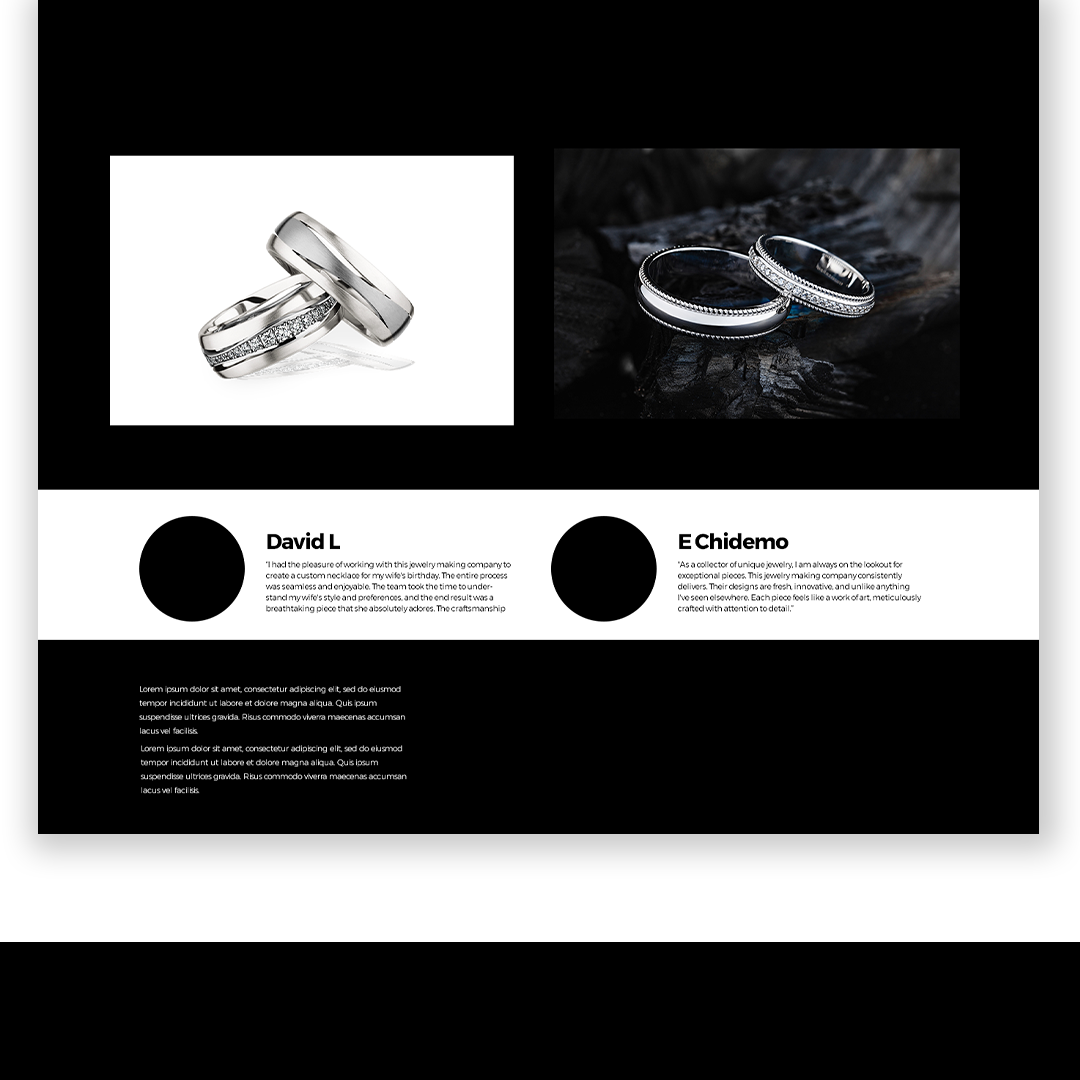 David L
"I had the pleasure of working with this jewelry making company to
create a custom necklace for my wife's birthday. The entire process
was seamless and enjoyable. The team took the time to under-
stand my wife's style and preferences, and the end result was a
breathtaking piece that she absolutely adores. The craftsmanship
E Chidemo
"As a collector of unique jewelry, I am always on the lookout for
exceptional pieces. This jewelry making company consistently
delivers. Their designs are fresh, innovative, and unlike anything
I've seen elsewhere. Each piece feels like a work of art, meticulously
crafted with attention to detail."
Lorem ipsum dolor sit amet, consectetur adipiscing elit, sed do eiusmod
tempor incididunt ut labore et dolore magna aliqua. Quis ipsum
suspendisse ultrices gravida. Risus commodo viverra maecenas accumsan
lacus vel facilisis.
Lorem ipsum dolor sit amet, consectetur adipiscing elit, sed do eiusmod
tempor incididunt ut labore et dolore magna aliqua. Quis ipsum
suspendisse ultrices gravida. Risus commodo viverra maecenas accumsan
lacus vel facilisis.